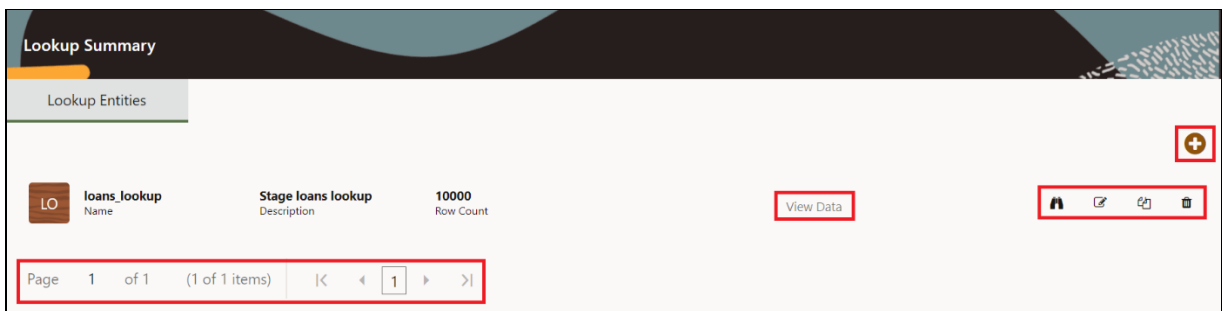 Lookup Summary
Lookup Entities
LO loans_lookup Stage loans lookup 10000 View Data
Name Description Row Count
Page 1 of 1 (1 of 1 items) 1